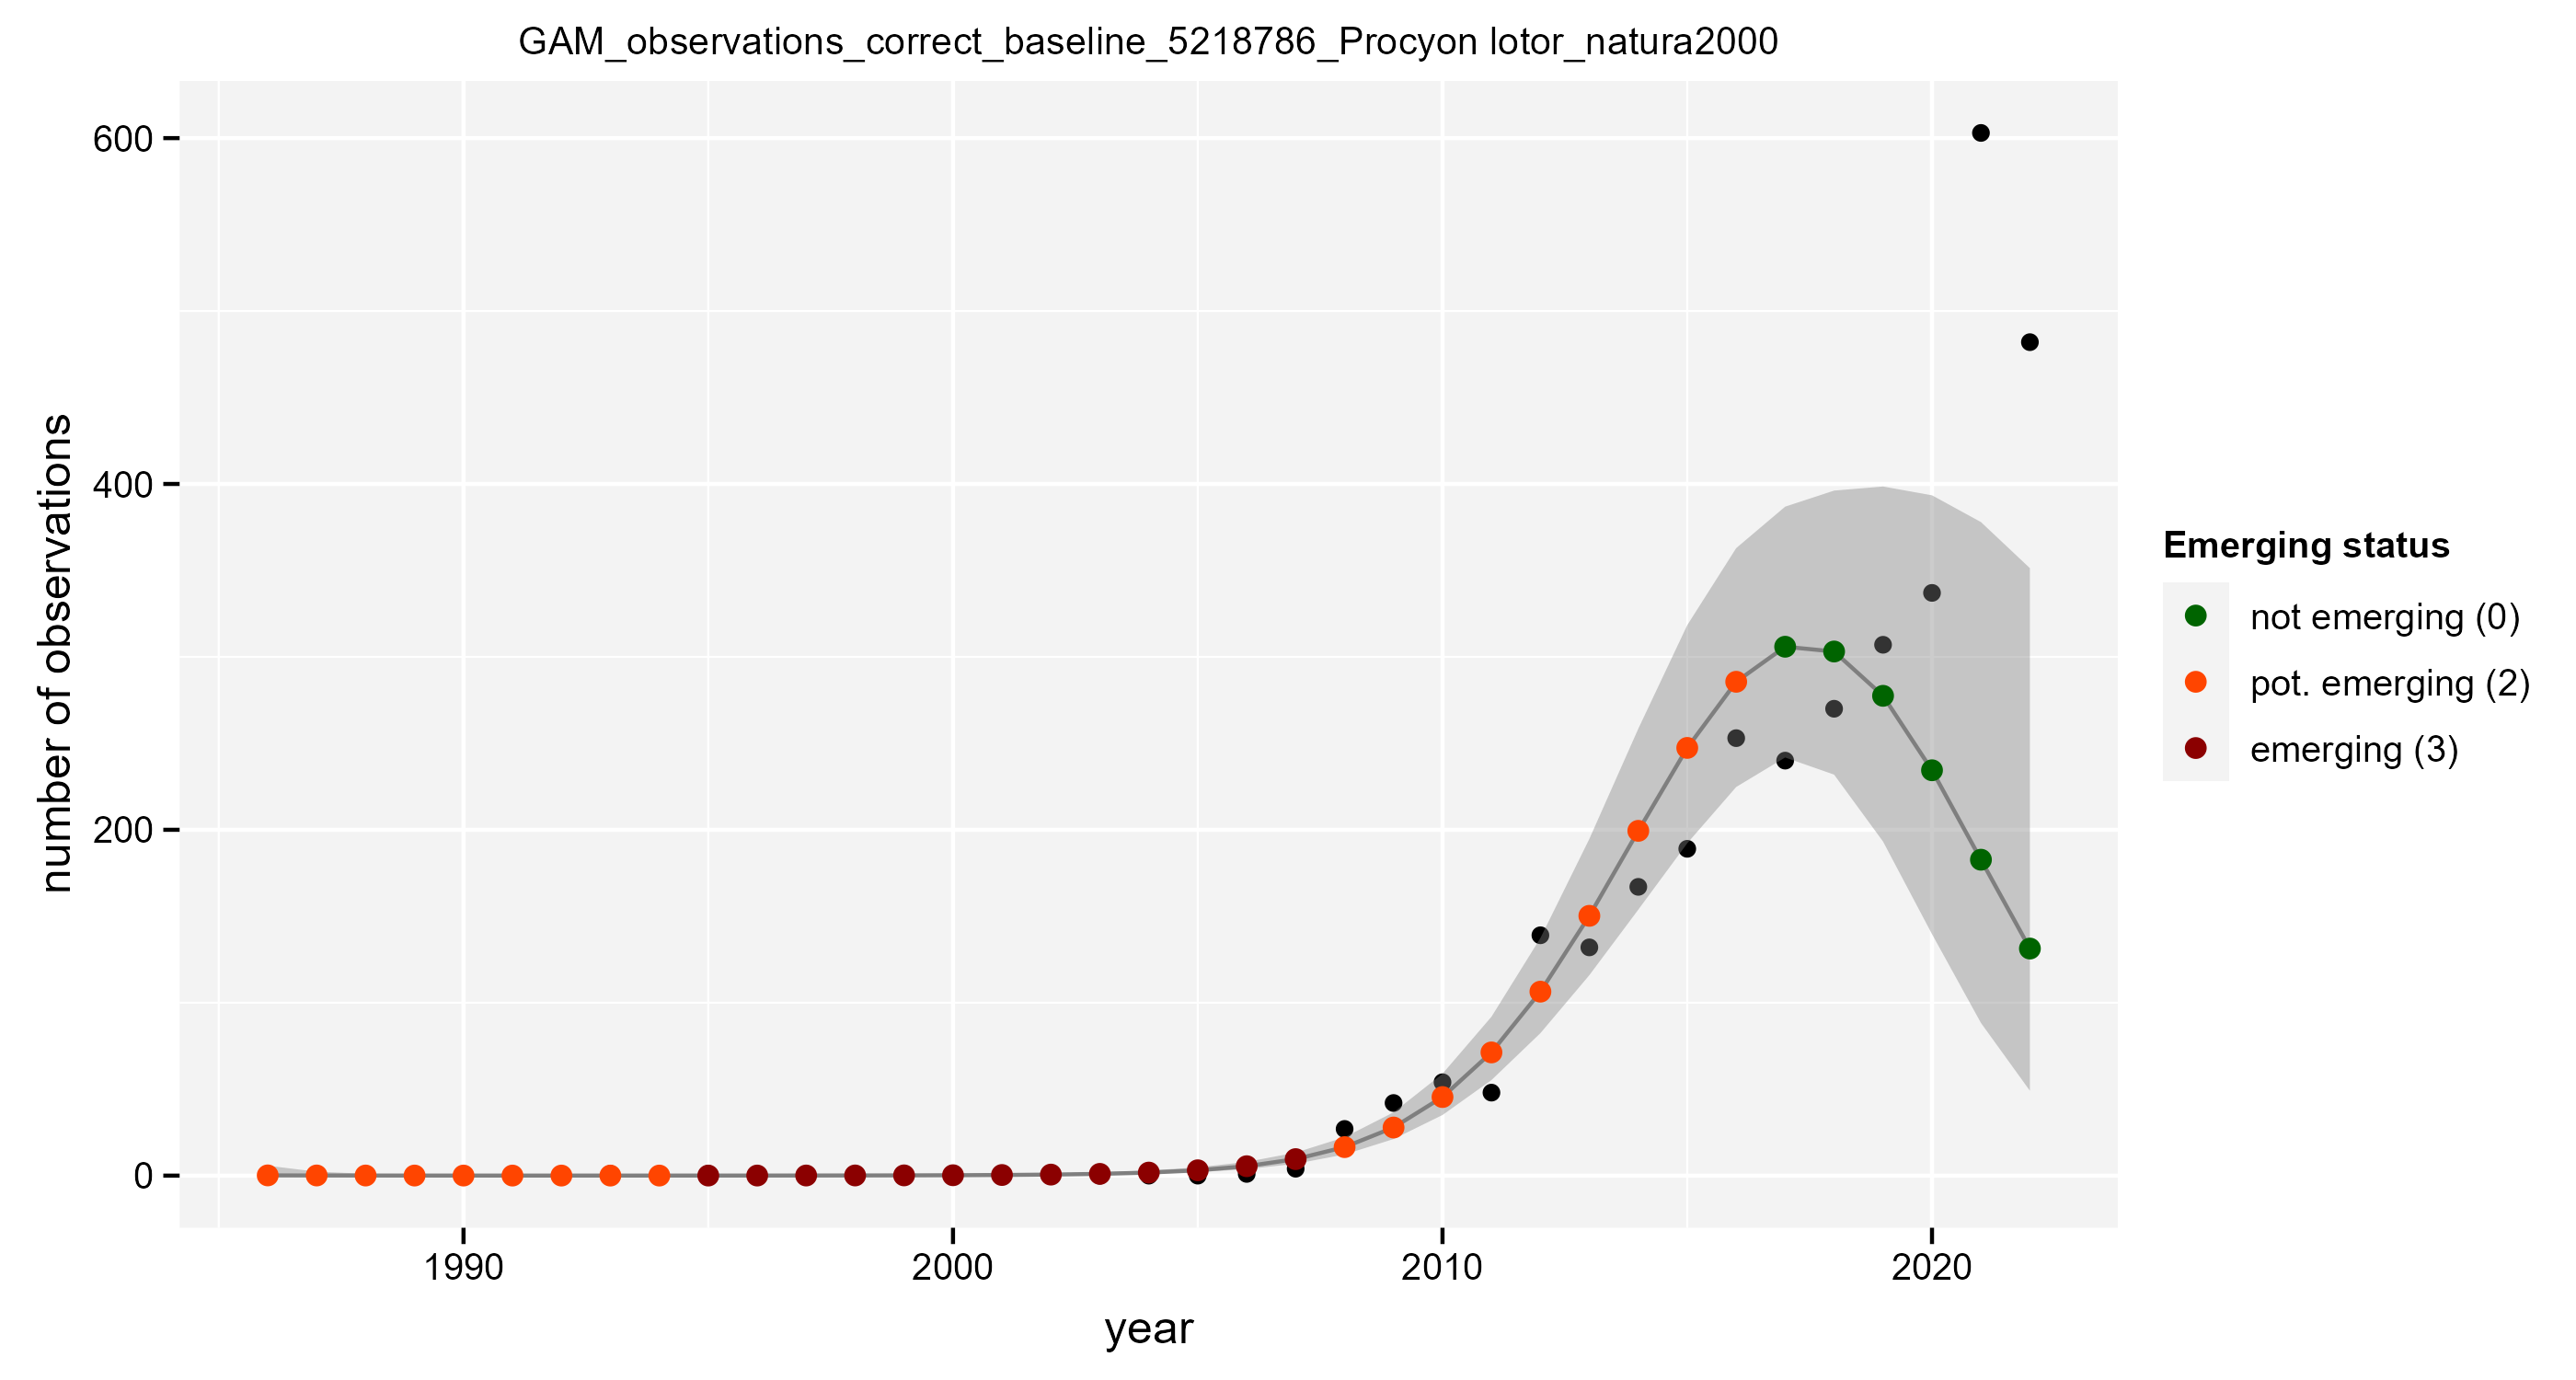 GAM_observations_correct_baseline_5218786_Procyon lotor_natura2000
600
400
200
0
number of observations
1990
2000
2010
2020
year
Emerging status
not emerging (0)
pot. emerging (2)
emerging (3)